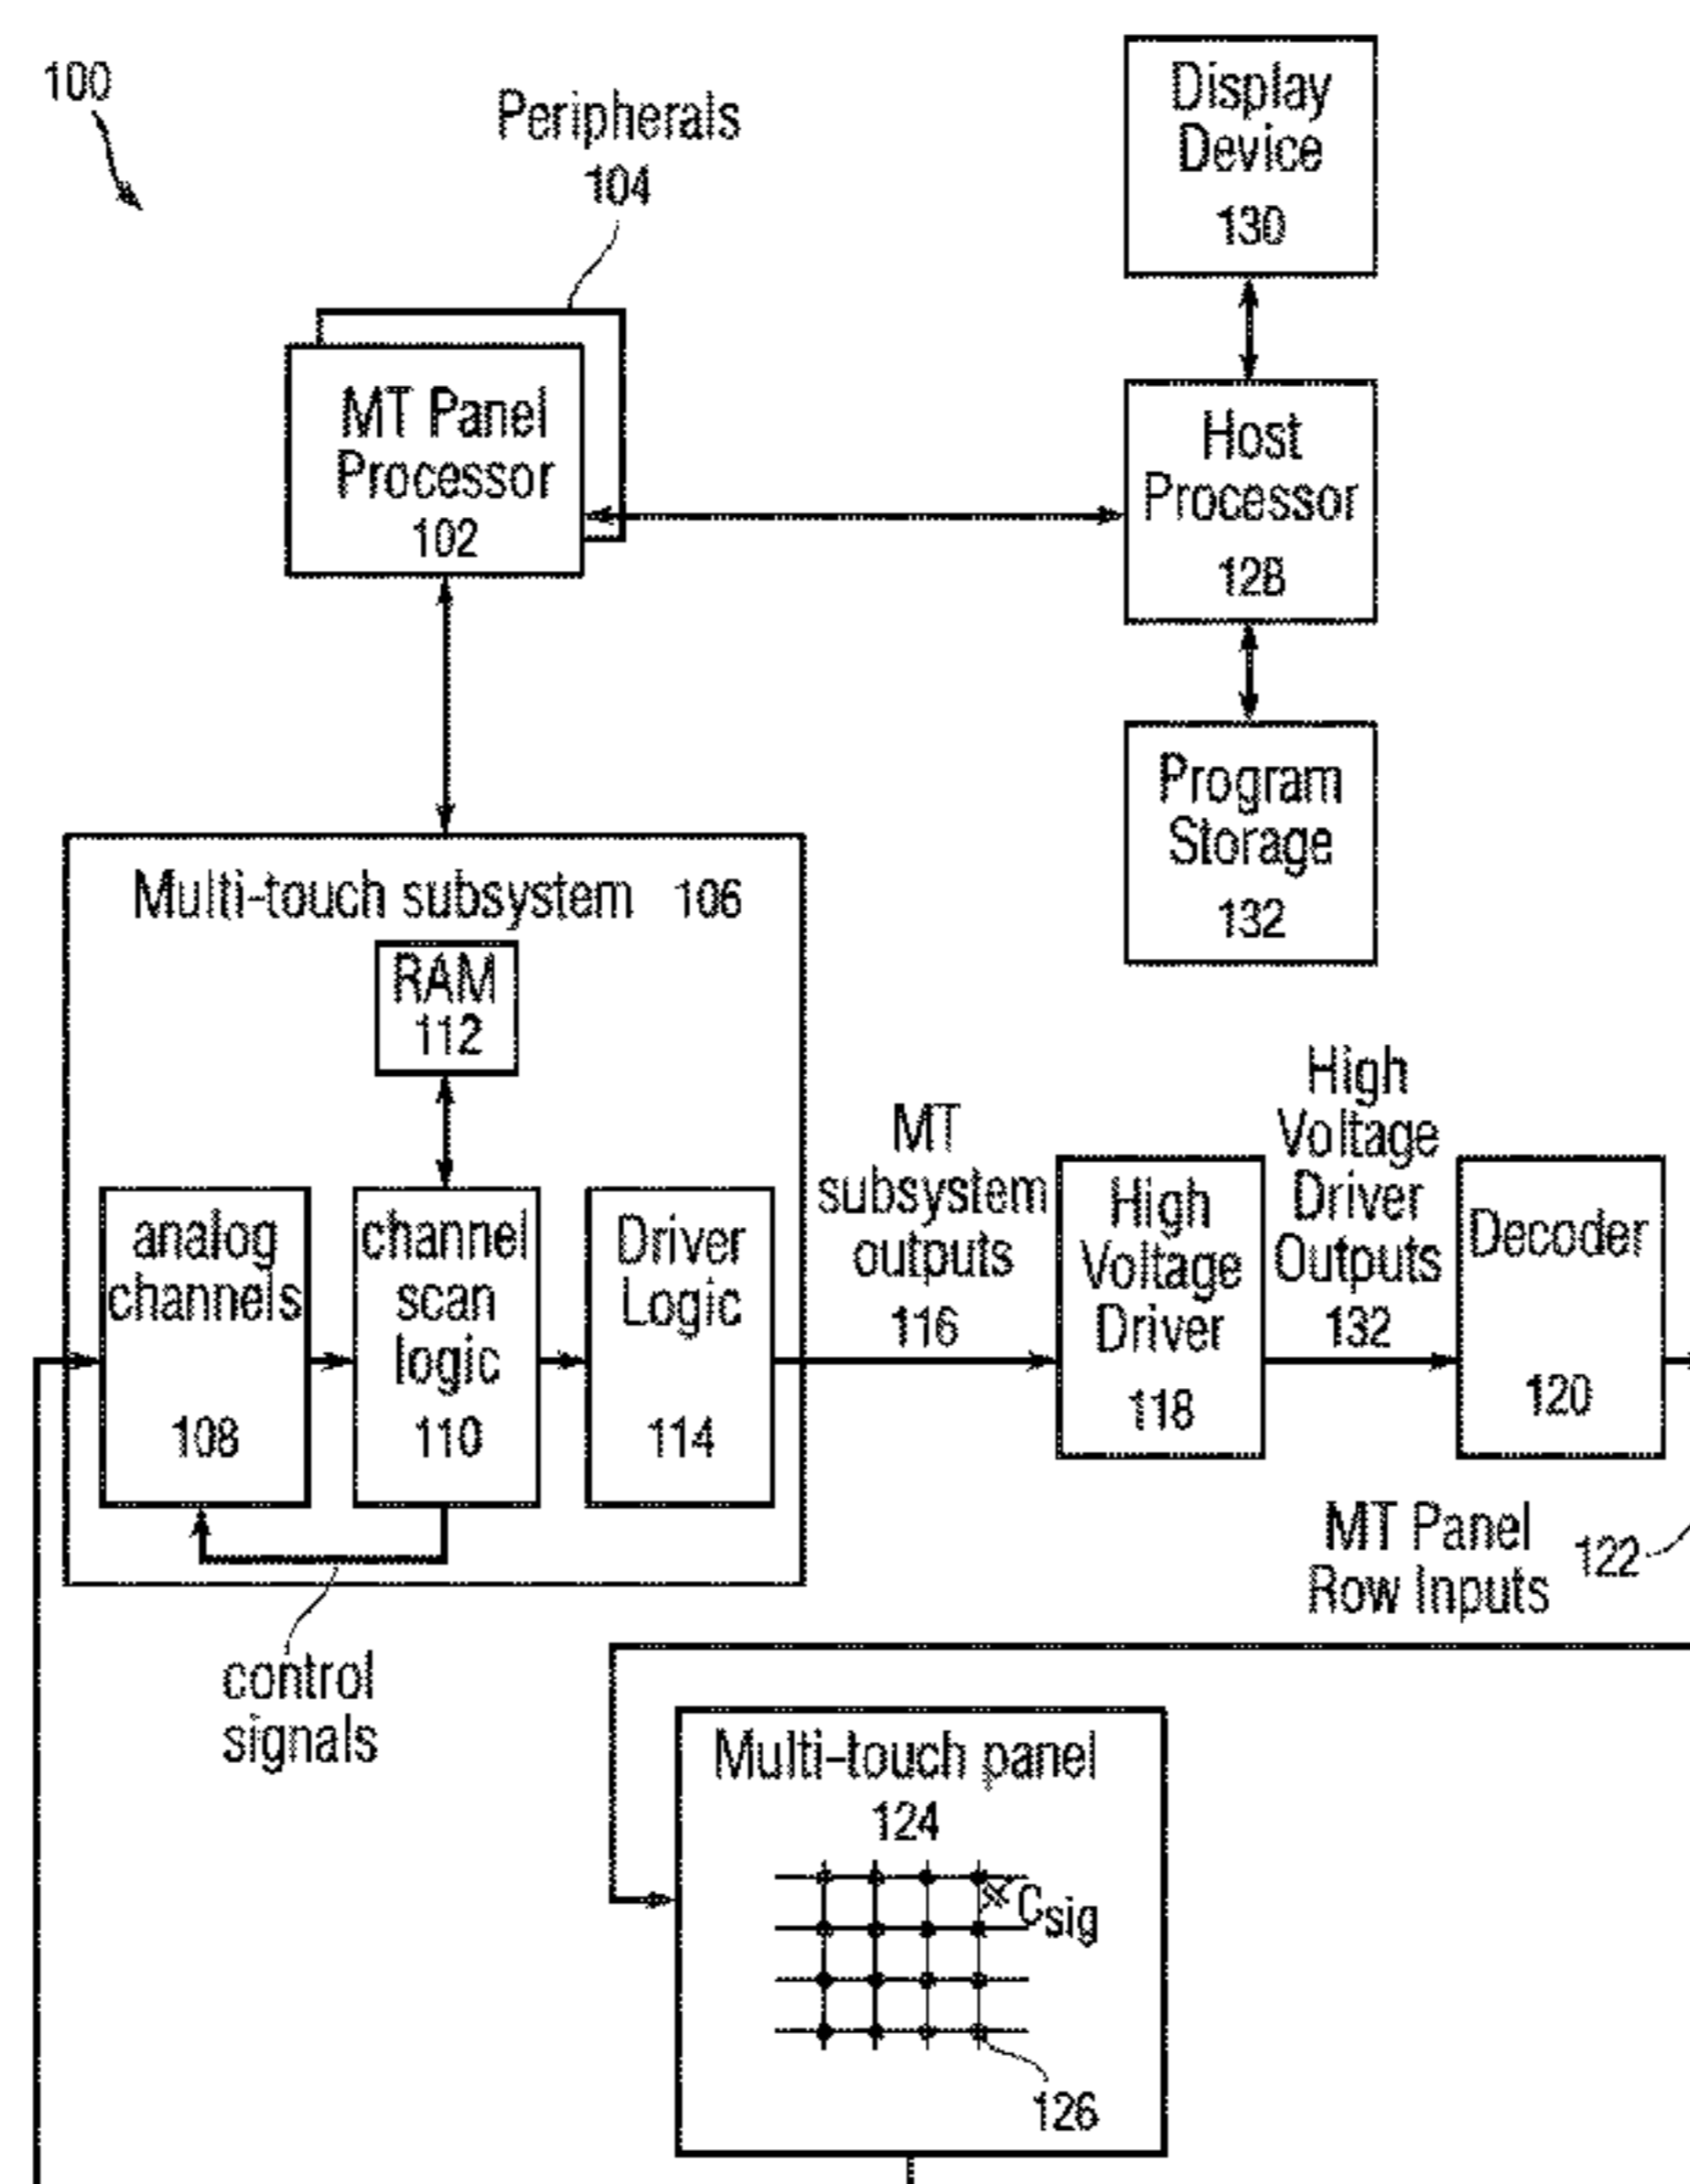 100
Peripherals
104
Display
Device
130
MT Panel
Processor
102
Host
Processor
128
Program
Storage
132
Multi-touch subsystem 106
RAM
112
analog
channels
108
channel
scan
logic
110
Driver
Logic
114
MT
subsystem
outputs
116
High
Voltage
Driver
118
High
Voltage
Driver
Outputs
132
Decoder
120
control
signals
MT Panel
Row Inputs
122
Multi-touch panel
124
Csig
126